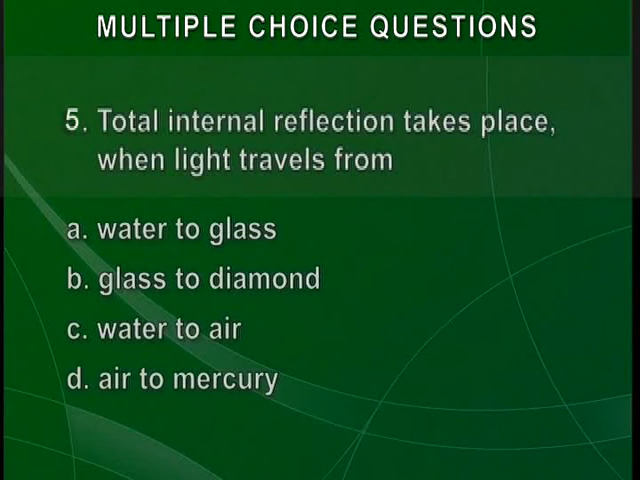 MULTIPLE CHOICE QUESTIONS
5. Total internal reflection takes place,
when light travels from
a. water to glass
b. glass to diamond
c. water to air
d. air to mercury